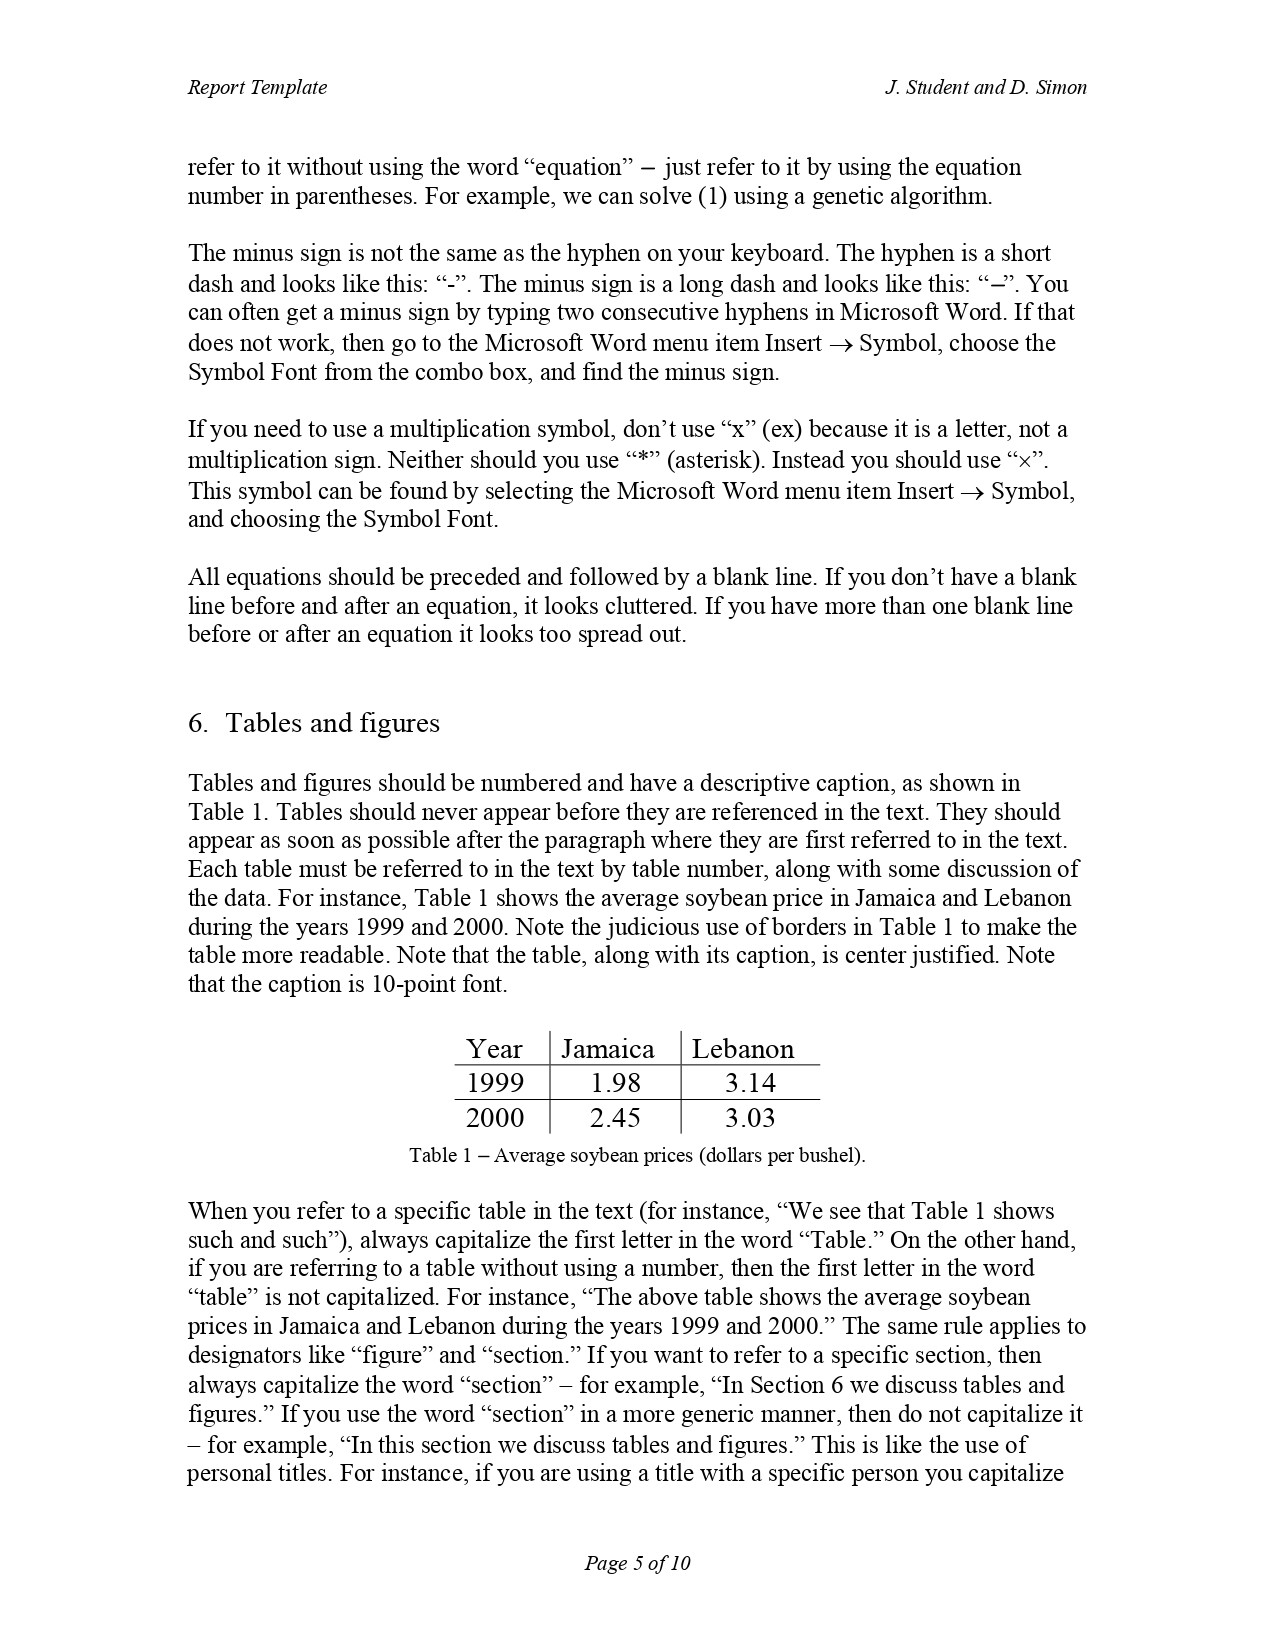 Report Template J. Student and D. Simon
refer to it without using the word “equation” – just refer to it by using the equation
number in parentheses. For example, we can solve (1) using a genetic algorithm.
The minus sign is not the same as the hyphen on your keyboard. The hyphen is a short
dash and looks like this: “-”. The minus sign is a long dash and looks like this: “–”. You
can often get a minus sign by typing two consecutive hyphens in Microsoft Word. If that
does not work, then go to the Microsoft Word menu item Insert → Symbol, choose the
Symbol Font from the combo box, and find the minus sign.
If you need to use a multiplication symbol, don’t use “x” (ex) because it is a letter, not a
multiplication sign. Neither should you use “*” (asterisk). Instead you should use “×”.
This symbol can be found by selecting the Microsoft Word menu item Insert → Symbol,
and choosing the Symbol Font.
All equations should be preceded and followed by a blank line. If you don’t have a blank
line before and after an equation, it looks cluttered. If you have more than one blank line
before or after an equation it looks too spread out.
6. Tables and figures
Tables and figures should be numbered and have a descriptive caption, as shown in
Table 1. Tables should never appear before they are referenced in the text. They should
appear as soon as possible after the paragraph where they are first referred to in the text.
Each table must be referred to in the text by table number, along with some discussion of
the data. For instance, Table 1 shows the average soybean price in Jamaica and Lebanon
during the years 1999 and 2000. Note the judicious use of borders in Table 1 to make the
table more readable. Note that the table, along with its caption, is center justified. Note
that the caption is 10-point font.
Year Jamaica Lebanon
1999 1.98 3.14
2000 2.45 3.03
Table 1 – Average soybean prices (dollars per bushel).
When you refer to a specific table in the text (for instance, “We see that Table 1 shows
such and such”), always capitalize the first letter in the word “Table.” On the other hand,
if you are referring to a table without using a number, then the first letter in the word
“table” is not capitalized. For instance, “The above table shows the average soybean
prices in Jamaica and Lebanon during the years 1999 and 2000.” The same rule applies to
designators like “figure” and “section.” If you want to refer to a specific section, then
always capitalize the word “section” – for example, “In Section 6 we discuss tables and
figures.” If you use the word “section” in a more generic manner, then do not capitalize it
– for example, “In this section we discuss tables and figures.” This is like the use of
personal titles. For instance, if you are using a title with a specific person you capitalize
Page 5 of 10